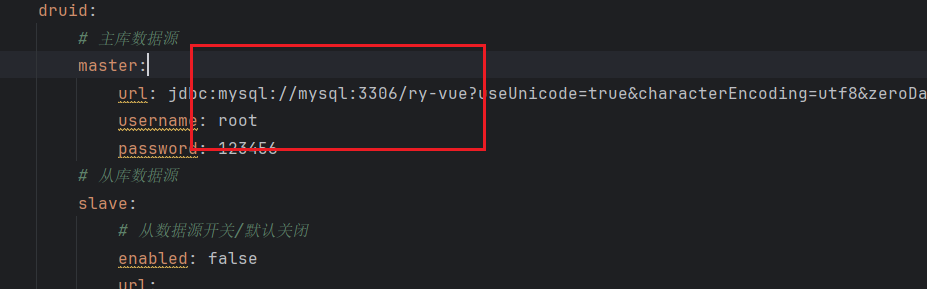 druid:
# 主库数据源
master:
url: jdbc:mysql://mysql:3306/ry-vue?useUnicode=true&characterEncoding=utf8&zeroDa
username: root
password: 123456
# 从库数据源
slave:
# 从数据源开关/默认关闭
enabled: false
url: